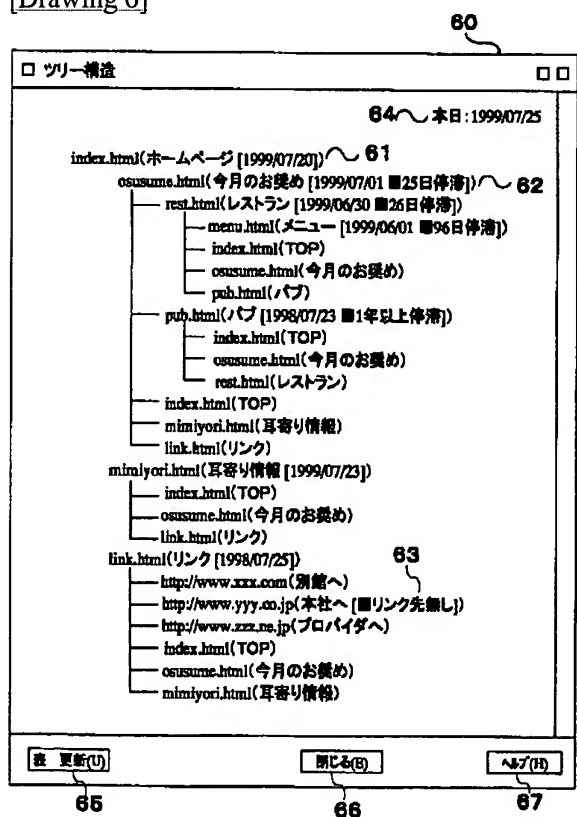 [Drawing 6]
60
ツリー構造
64 本日:1999/07/25
index.html(ホームページ [1999/07/20]) 61
osusume.html(今月のお奨め [1999/07/01 ■25日停滞]) 62
rest.html(レストラン [1999/06/30 ■26日停滞])
menu.html(メニュー [1999/06/01 ■96日停滞])
index.html(TOP)
osusume.html(今月のお奨め)
pub.html(パブ)
pub.html(パブ [1998/07/23 ■1年以上停滞])
index.html(TOP)
osusume.html(今月のお奨め)
rest.html(レストラン)
index.html(TOP)
mimiyori.html(耳寄り情報)
link.html(リンク)
mimiyori.html(耳寄り情報 [1999/07/23])
index.html(TOP)
osusume.html(今月のお奨め)
link.html(リンク)
link.html(リンク [1998/07/25])
63
http://www.xxx.com(別館へ)
http://www.yyy.co.jp(本社へ [■リンク先無し])
http://www.zzz.ne.jp(プロバイダへ)
index.html(TOP)
osusume.html(今月のお奨め)
mimiyori.html(耳寄り情報)
表 更新(U) 閉じる(B) ヘルプ(H)
65 66 67